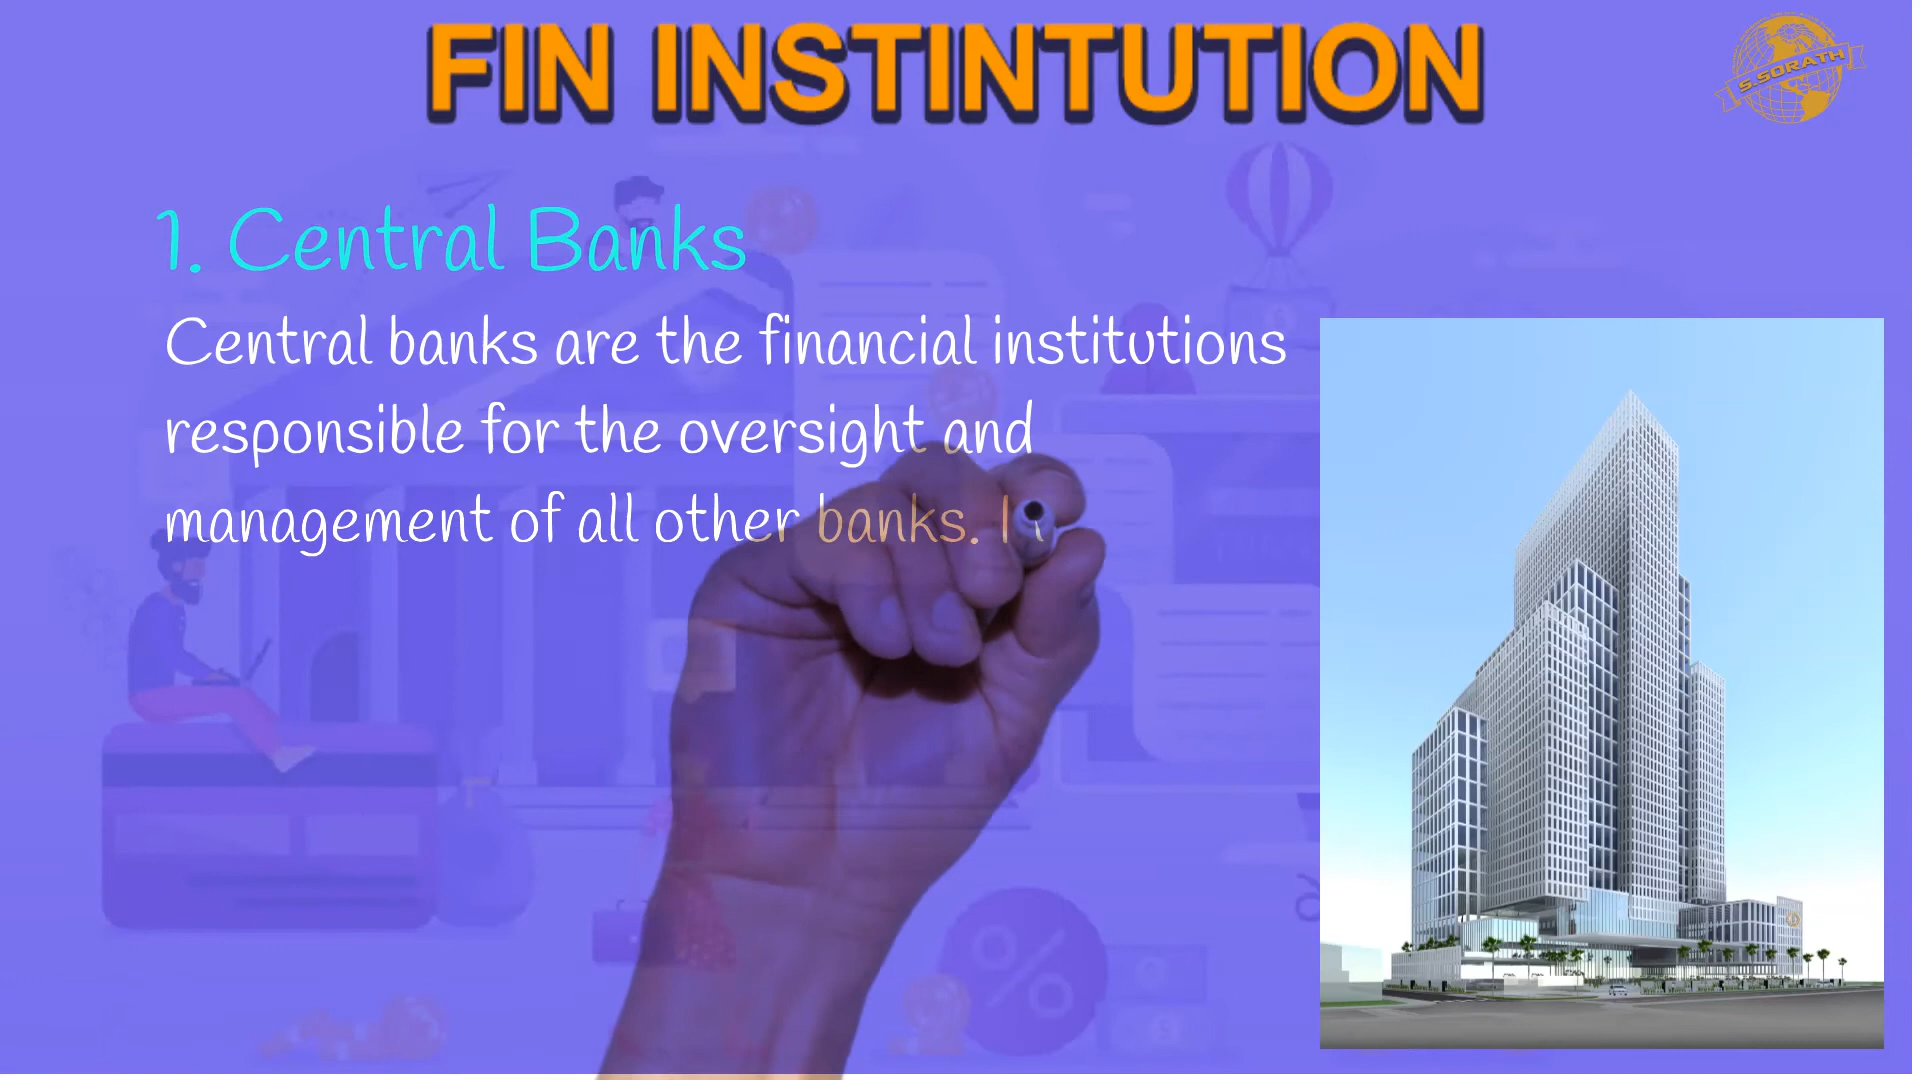 FIN INSTINTUTION
S.SORATH
1. Central Banks
Central banks are the financial institutions
responsible for the oversight and
management of all other banks. I